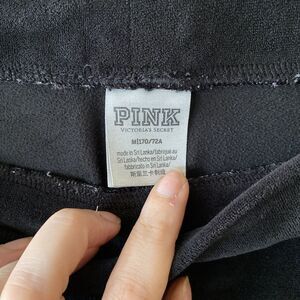 PINK
VICTORIA'S SECRET
M|170/72A
made in Sri Lanka/fabriqué au
Sri Lanka/hecho en Sri Lanka/
fabricado in Sri Lanka/
斯里兰卡制造